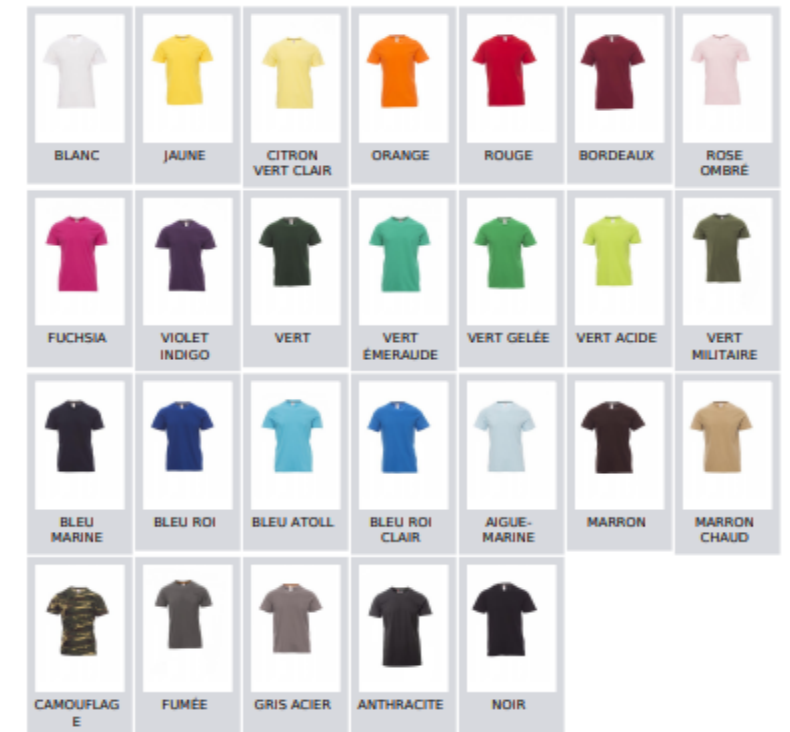 BLANC
JAUNE
CITRON
VERT CLAIR
ORANGE
ROUGE
BORDEAUX
ROSE
OMBRÉ
FUCHSIA
VIOLET
INDIGO
VERT
VERT
ÉMERAUDE
VERT GELÉE
VERT ACIDE
VERT
MILITAIRE
BLEU
MARINE
BLEU ROI
BLEU ATOLL
BLEU ROI
CLAIR
AIGUE-
MARINE
MARRON
MARRON
CHAUD
CAMOUFLAG
E
FUMÉE
GRIS ACIER
ANTHRACITE
NOIR